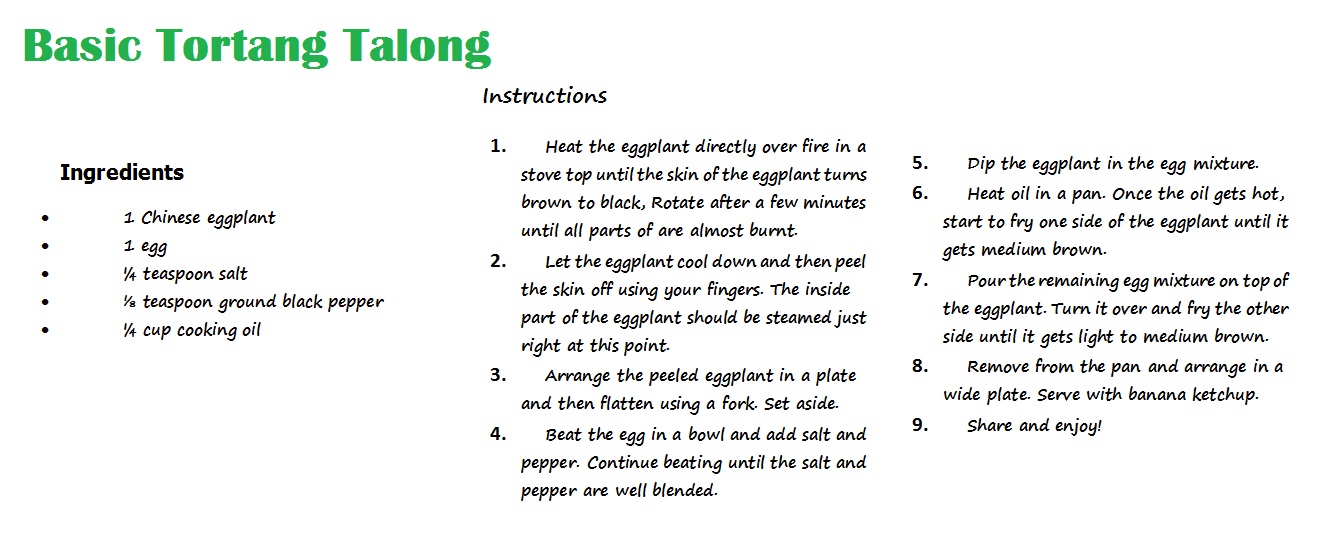 Basic Tortang Talong
Ingredients
• 1 Chinese eggplant
• 1 egg
• ¼ teaspoon salt
• ⅛ teaspoon ground black pepper
• ¼ cup cooking oil
Instructions
1. Heat the eggplant directly over fire in a
stove top until the skin of the eggplant turns
brown to black, Rotate after a few minutes
until all parts of are almost burnt.
2. Let the eggplant cool down and then peel
the skin off using your fingers. The inside
part of the eggplant should be steamed just
right at this point.
3. Arrange the peeled eggplant in a plate
and then flatten using a fork. Set aside.
4. Beat the egg in a bowl and add salt and
pepper. Continue beating until the salt and
pepper are well blended.
5. Dip the eggplant in the egg mixture.
6. Heat oil in a pan. Once the oil gets hot,
start to fry one side of the eggplant until it
gets medium brown.
7. Pour the remaining egg mixture on top of
the eggplant. Turn it over and fry the other
side until it gets light to medium brown.
8. Remove from the pan and arrange in a
wide plate. Serve with banana ketchup.
9. Share and enjoy!